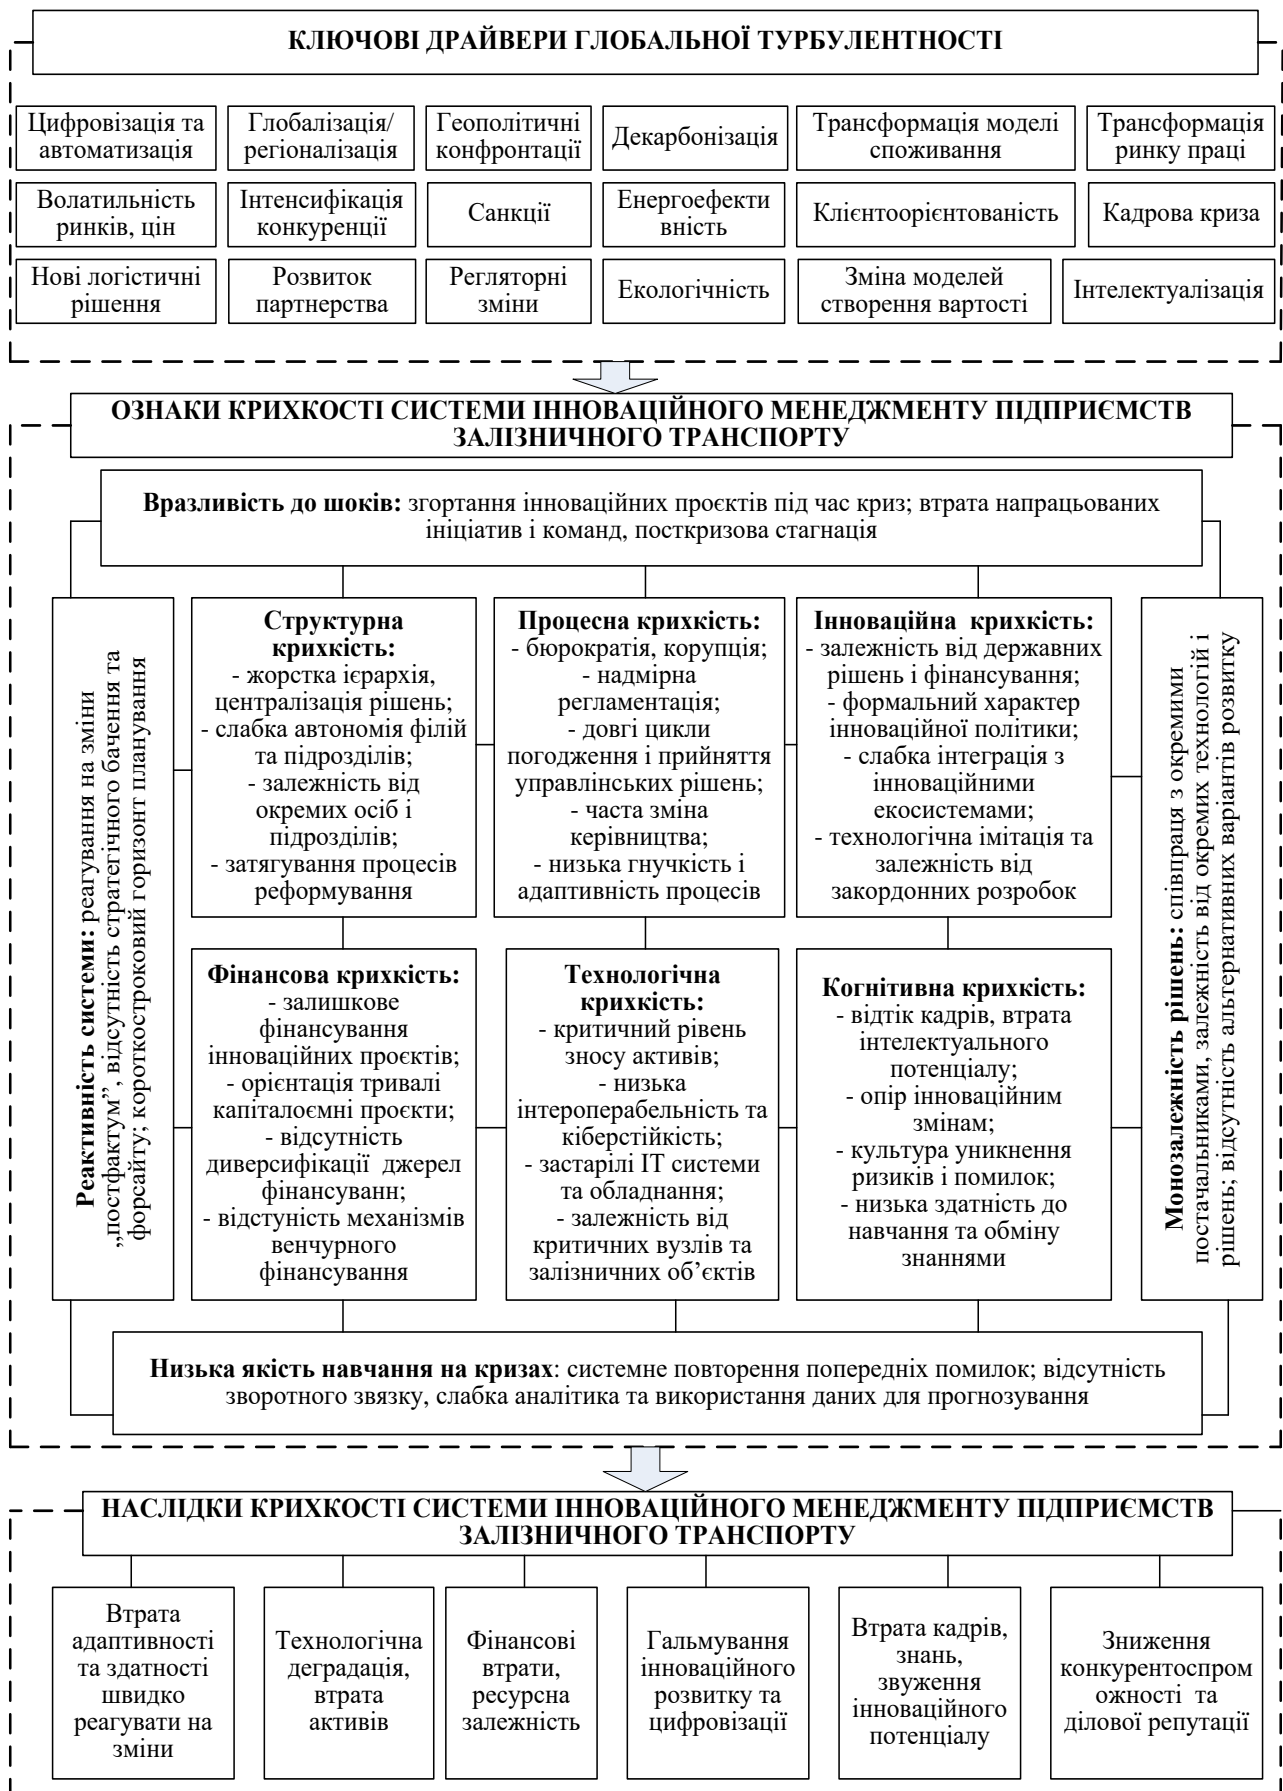 КЛЮЧОВІ ДРАЙВЕРИ ГЛОБАЛЬНОЇ ТУРБУЛЕНТНОСТІ
Цифровізація та
автоматизація
Глобалізація/
регіоналізація
Геополітичні
конфронтації
Декарбонізація
Трансформація моделі
споживання
Трансформація
ринку праці
Волатильність
ринків, цін
Інтенсифікація
конкуренції
Санкції
Енергоефекти
вність
Клієнтоорієнтованість
Кадрова криза
Нові логістичні
рішення
Розвиток
партнерства
Регляторні
зміни
Екологічність
Зміна моделей
створення вартості
Інтелектуалізація
ОЗНАКИ КРИХКОСТІ СИСТЕМИ ІННОВАЦІЙНОГО МЕНЕДЖМЕНТУ ПІДПРИЄМСТВ
ЗАЛІЗНИЧНОГО ТРАНСПОРТУ
Вразливість до шоків: згортання інноваційних проєктів під час криз; втрата напрацьованих
ініціатив і команд, посткризова стагнація
Реактивність системи: реагування на зміни
„постфактум”, відсутність стратегічного бачення та
форсайту; короткостроковий горизонт планування
Структурна
крихкість:
- жорстка ієрархія,
централізація рішень;
- слабка автономія філій
та підрозділів;
- залежність від
окремих осіб і
підрозділів;
- затягування процесів
реформування
Процесна крихкість:
- бюрократія, корупція;
- надмірна
регламентація;
- довгі цикли
погодження і прийняття
управлінських рішень;
- часта зміна
керівництва;
- низька гнучкість і
адаптивність процесів
Інноваційна крихкість:
- залежність від державних
рішень і фінансування;
- формальний характер
інноваційної політики;
- слабка інтеграція з
інноваційними
екосистемами;
- технологічна імітація та
залежність від
закордонних розробок
Монозалежність рішень: співпраця з окремими
постачальниками, залежність від окремих технологій і
рішень; відсутність альтернативних варіантів розвитку
Фінансова крихкість:
- залишкове
фінансування
інноваційних проєктів;
- орієнтація тривалі
капіталоємні проєкти;
- відсутність
диверсифікації джерел
фінансуванн;
- відстуність механізмів
венчурного
фінансування
Технологічна
крихкість:
- критичний рівень
зносу активів;
- низька
інтероперабельність та
кіберстійкість;
- застарілі ІТ системи
та обладнання;
- залежність від
критичних вузлів та
залізничних об’єктів
Когнітивна крихкість:
- відтік кадрів, втрата
інтелектуального
потенціалу;
- опір інноваційним
змінам;
- культура уникнення
ризиків і помилок;
- низька здатність до
навчання та обміну
знаннями
Низька якість навчання на кризах: системне повторення попередніх помилок; відсутність
зворотного звязку, слабка аналітика та використання даних для прогнозування
НАСЛІДКИ КРИХКОСТІ СИСТЕМИ ІННОВАЦІЙНОГО МЕНЕДЖМЕНТУ ПІДПРИЄМСТВ
ЗАЛІЗНИЧНОГО ТРАНСПОРТУ
Втрата
адаптивності
та здатності
швидко
реагувати на
зміни
Технологічна
деградація,
втрата
активів
Фінансові
втрати,
ресурсна
залежність
Гальмування
інноваційного
розвитку та
цифровізації
Втрата кадрів,
знань,
звуження
інноваційного
потенціалу
Зниження
конкурентоспром
ожності та
ділової репутації